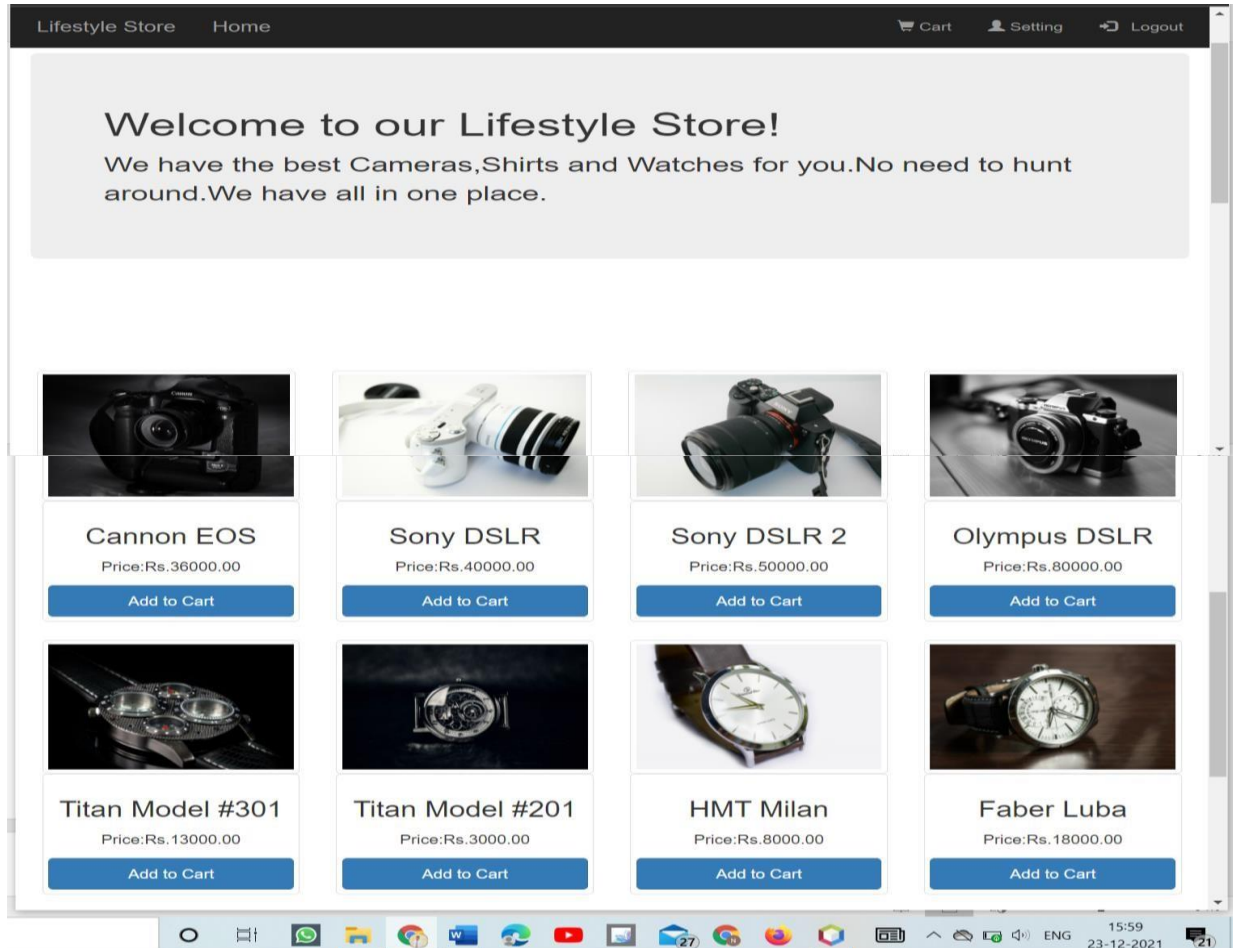 Lifestyle Store Home Cart Setting Logout
Welcome to our Lifestyle Store!
We have the best Cameras,Shirts and Watches for you.No need to hunt
around.We have all in one place.
CANON
OLYMPUS
Cannon EOS
Price:Rs.36000.00
Add to Cart
Sony DSLR
Price:Rs.40000.00
Add to Cart
Sony DSLR 2
Price:Rs.50000.00
Add to Cart
Olympus DSLR
Price:Rs.80000.00
Add to Cart
Titan Model #301
Price:Rs.13000.00
Add to Cart
Titan Model #201
Price:Rs.3000.00
Add to Cart
HMT Milan
Price:Rs.8000.00
Add to Cart
Faber Luba
Price:Rs.18000.00
Add to Cart
27
ENG
15:59
23-12-2021
21